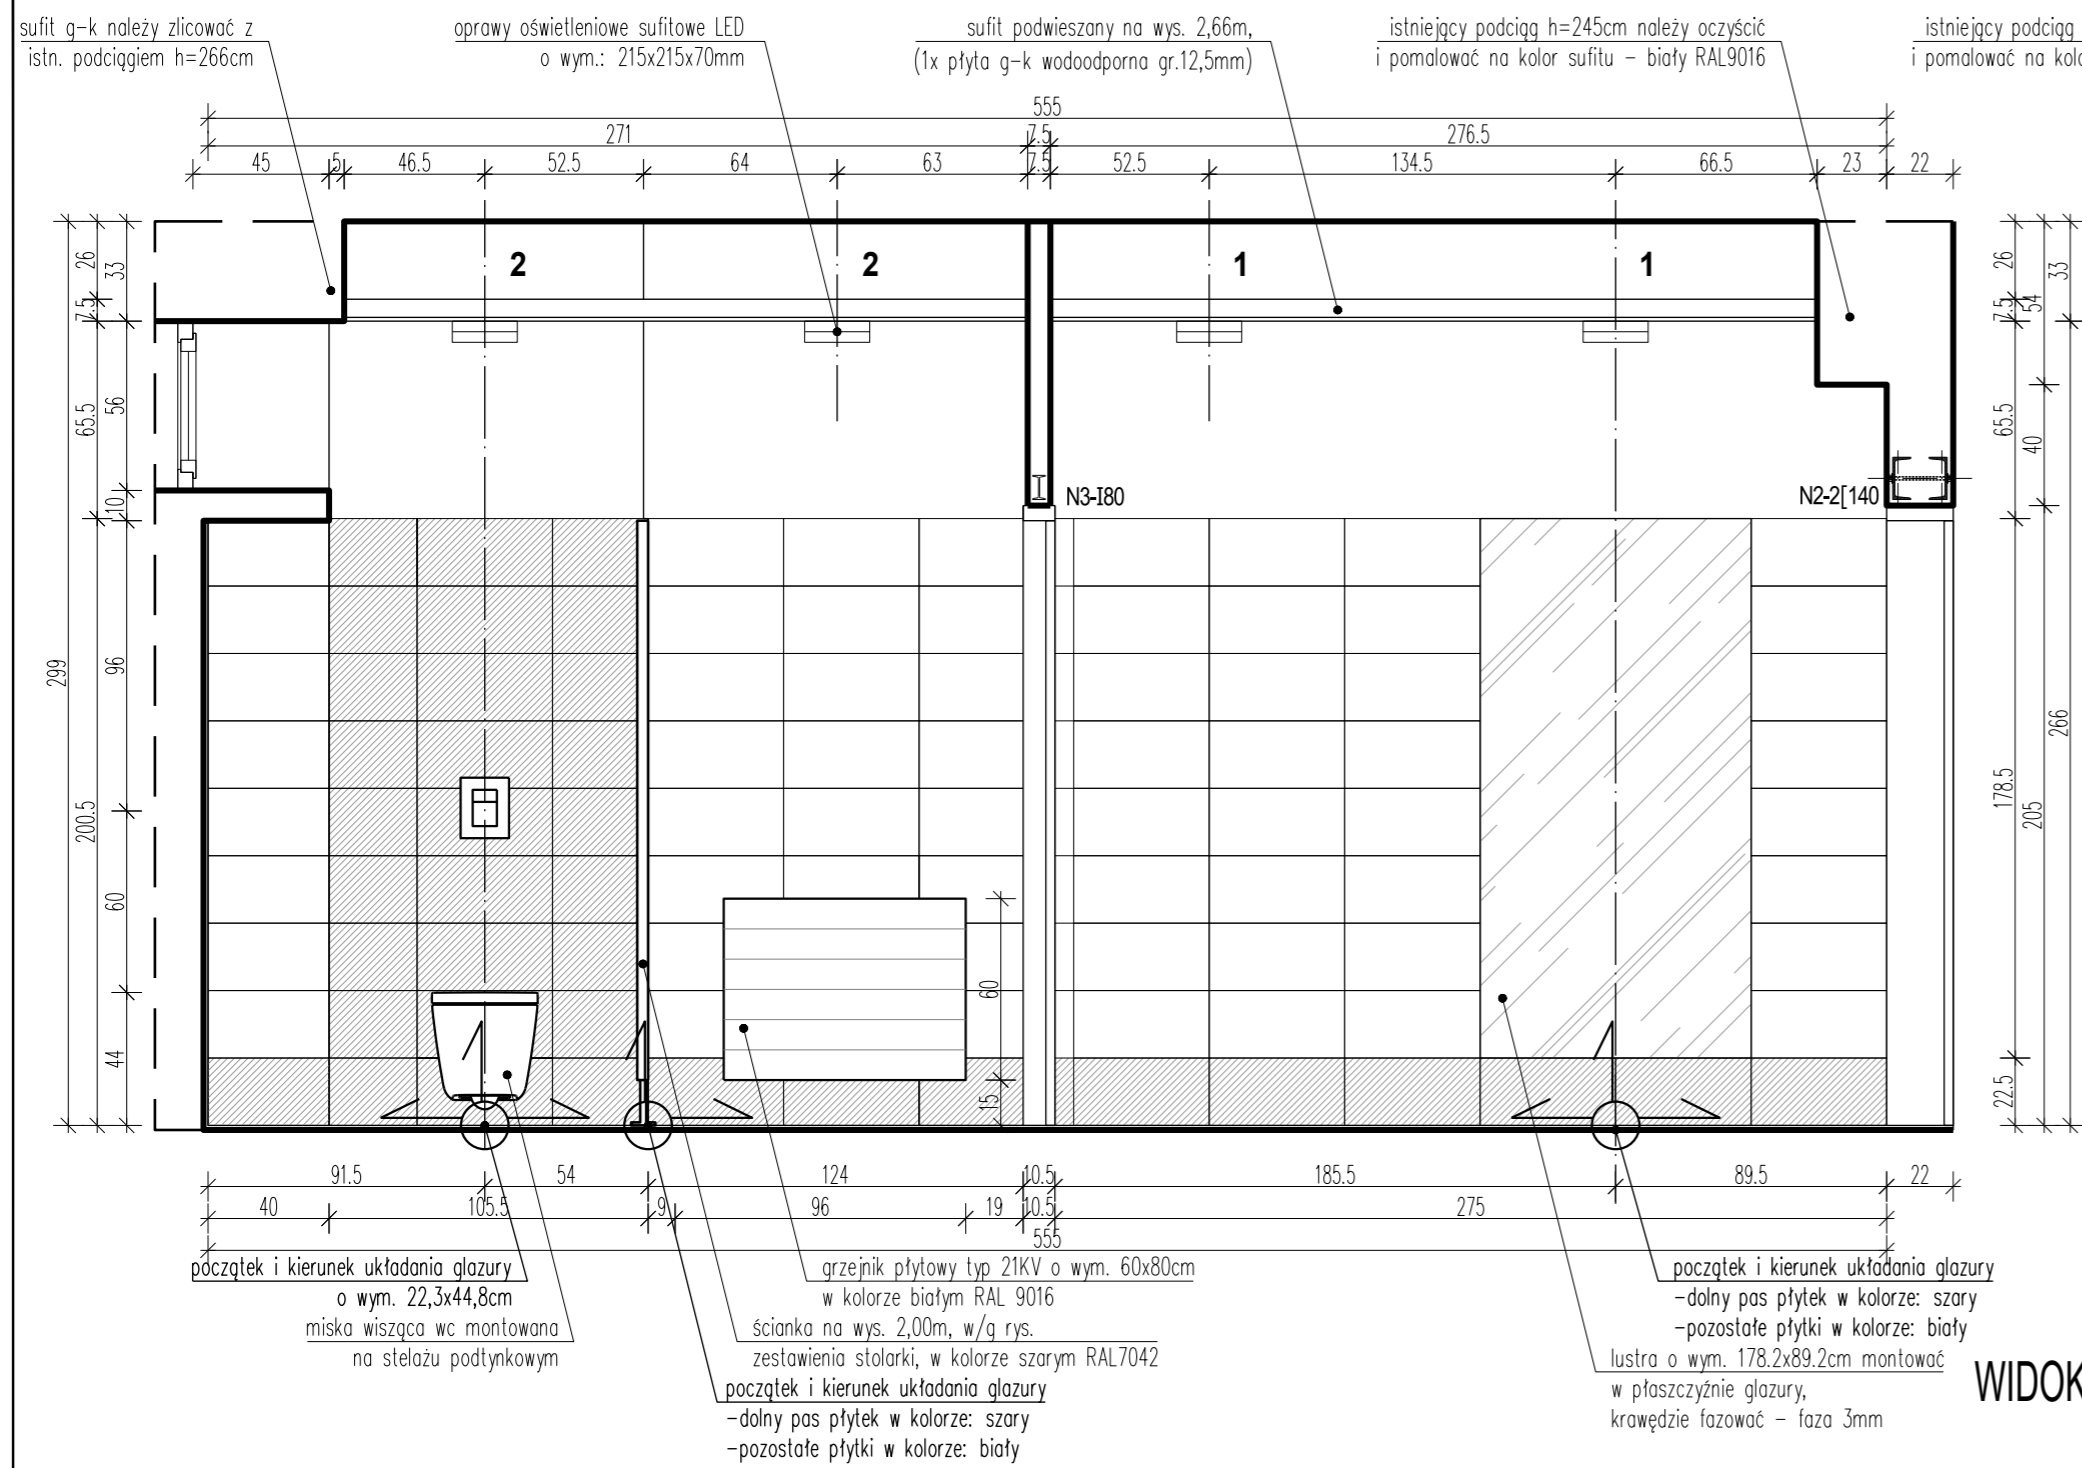 sufit g-k należy zlicować z
istn. podciągiem h=266cm
oprawy oświetleniowe sufitowe LED
o wym.: 215x215x70mm
sufit podwieszany na wys. 2,66m,
(1x płyta g-k wodoodporna gr.12,5mm)
istniejący podciąg h=245cm należy oczyścić
i pomalować na kolor sufitu - biały RAL9016
istniejący podciąg
i pomalować na kolo
555
271 7.5 276.5
45 5 46.5 52.5 64 63 7.5 52.5 134.5 66.5 23 22
2 2 1 1
299
26 7.5 65.5 200.5
33 56 10 96 60 44
26 7.5 65.5 178.5 22.5
54 40 205
33 266
N3-I80
N2-2[140
60
15
91.5 54 124 10.5 185.5 89.5 22
40 105.5 9 96 19 10.5 275
555
początek i kierunek układania glazury
o wym. 22,3x44,8cm
miska wisząca wc montowana
na stelażu podtynkowym
grzejnik płytowy typ 21KV o wym. 60x80cm
w kolorze białym RAL 9016
ścianka na wys. 2,00m, w/g rys.
zestawienia stolarki, w kolorze szarym RAL7042
początek i kierunek układania glazury
-dolny pas płytek w kolorze: szary
-pozostałe płytki w kolorze: biały
początek i kierunek układania glazury
-dolny pas płytek w kolorze: szary
-pozostałe płytki w kolorze: biały
lustra o wym. 178.2x89.2cm montować
w płaszczyźnie glazury,
krawędzie fazować - faza 3mm
WIDOK